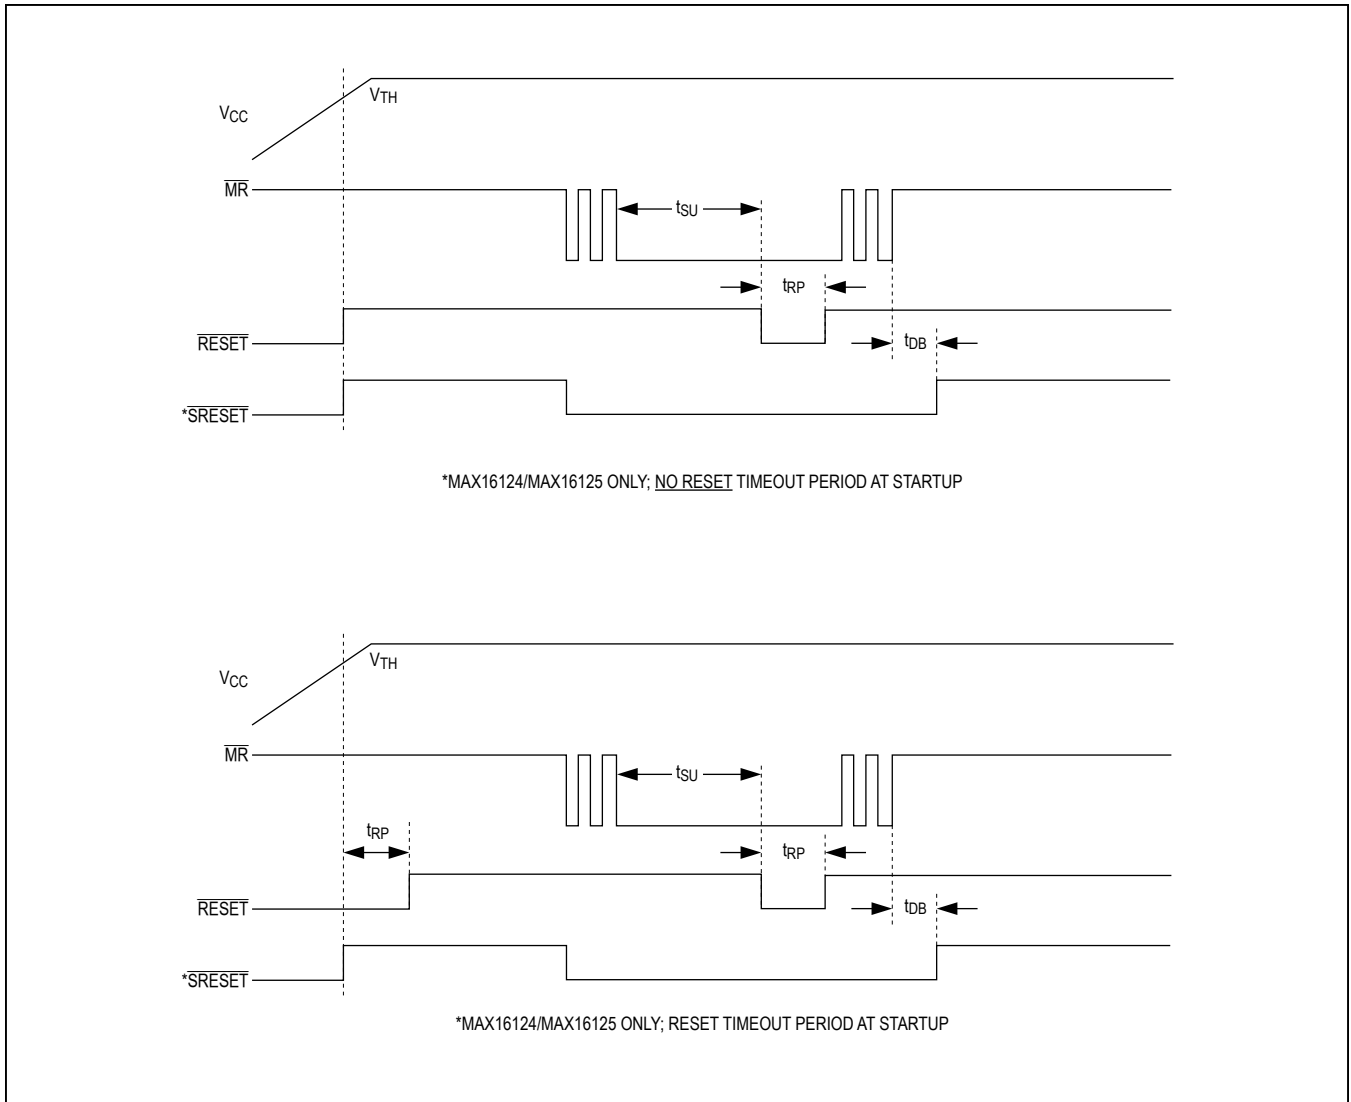 VTH
VCC
MR
tSU
tRP
RESET
tDB
*SRESET
*MAX16124/MAX16125 ONLY; NO RESET TIMEOUT PERIOD AT STARTUP
VTH
VCC
MR
tSU
tRP
tRP
RESET
tDB
*SRESET
*MAX16124/MAX16125 ONLY; RESET TIMEOUT PERIOD AT STARTUP